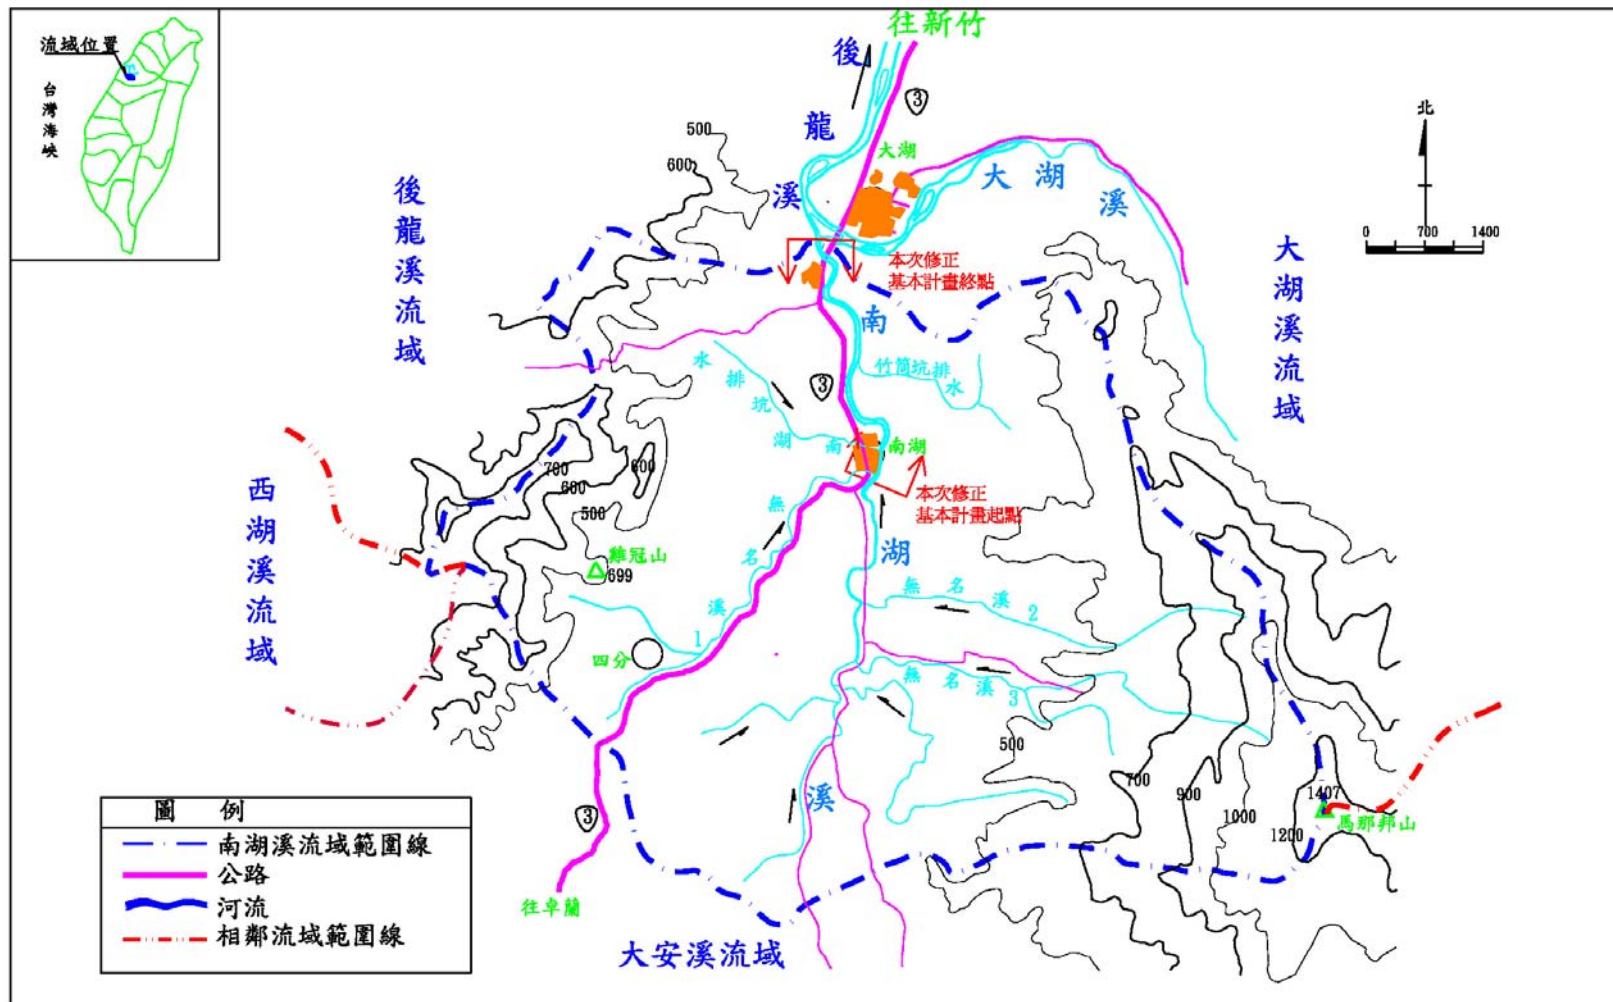 流域位置
台灣海峽
往新竹
後龍溪
3
大湖
大湖溪
北
0 700 1400
500
600
後龍溪流域
本次修正
基本計畫終點
大湖溪流域
南湖溪
3
水排坑湖南
竹筒坑排水
南湖
本次修正
基本計畫起點
700
600
600
500
雞冠山
699
西湖溪流域
無名溪1
四分
無名溪2
無名溪3
500
700
900
1000
1200
1407
馬那邦山
3
往卓蘭
大安溪流域
圖 例
南湖溪流域範圍線
公路
河流
相鄰流域範圍線